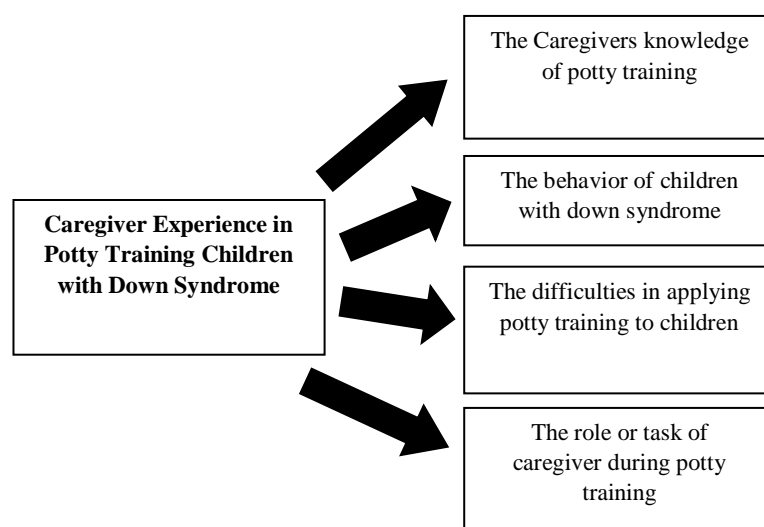 The Caregivers knowledge
of potty training
The behavior of children
with down syndrome
Caregiver Experience in
Potty Training Children
with Down Syndrome
The difficulties in applying
potty training to children
The role or task of
caregiver during potty
training